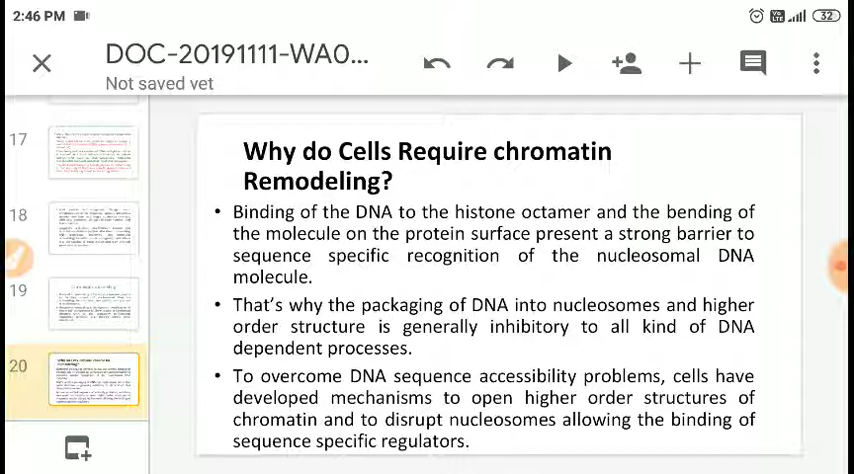 2:46 PM
32
DOC-20191111-WA0...
Not saved yet
17
18
19
20
Why do Cells Require chromatin
Remodeling?
• Binding of the DNA to the histone octamer and the bending of
the molecule on the protein surface present a strong barrier to
sequence specific recognition of the nucleosomal DNA
molecule.
• That's why the packaging of DNA into nucleosomes and higher
order structure is generally inhibitory to all kind of DNA
dependent processes.
• To overcome DNA sequence accessibility problems, cells have
developed mechanisms to open higher order structures of
chromatin and to disrupt nucleosomes allowing the binding of
sequence specific regulators.